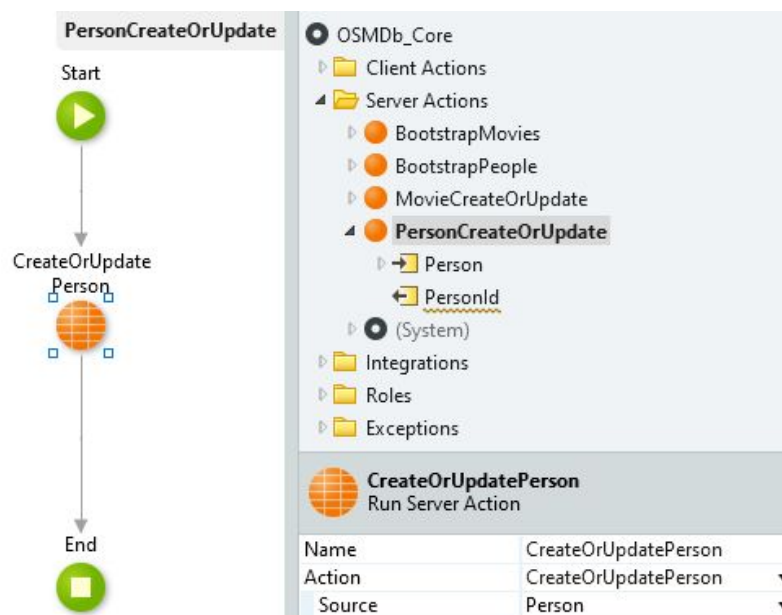 PersonCreateOrUpdate
Start
CreateOrUpdate
Person
End
OSMDb_Core
Client Actions
Server Actions
BootstrapMovies
BootstrapPeople
MovieCreateOrUpdate
PersonCreateOrUpdate
Person
PersonId
(System)
Integrations
Roles
Exceptions
CreateOrUpdatePerson
Run Server Action
Name CreateOrUpdatePerson
Action CreateOrUpdatePerson
Source Person